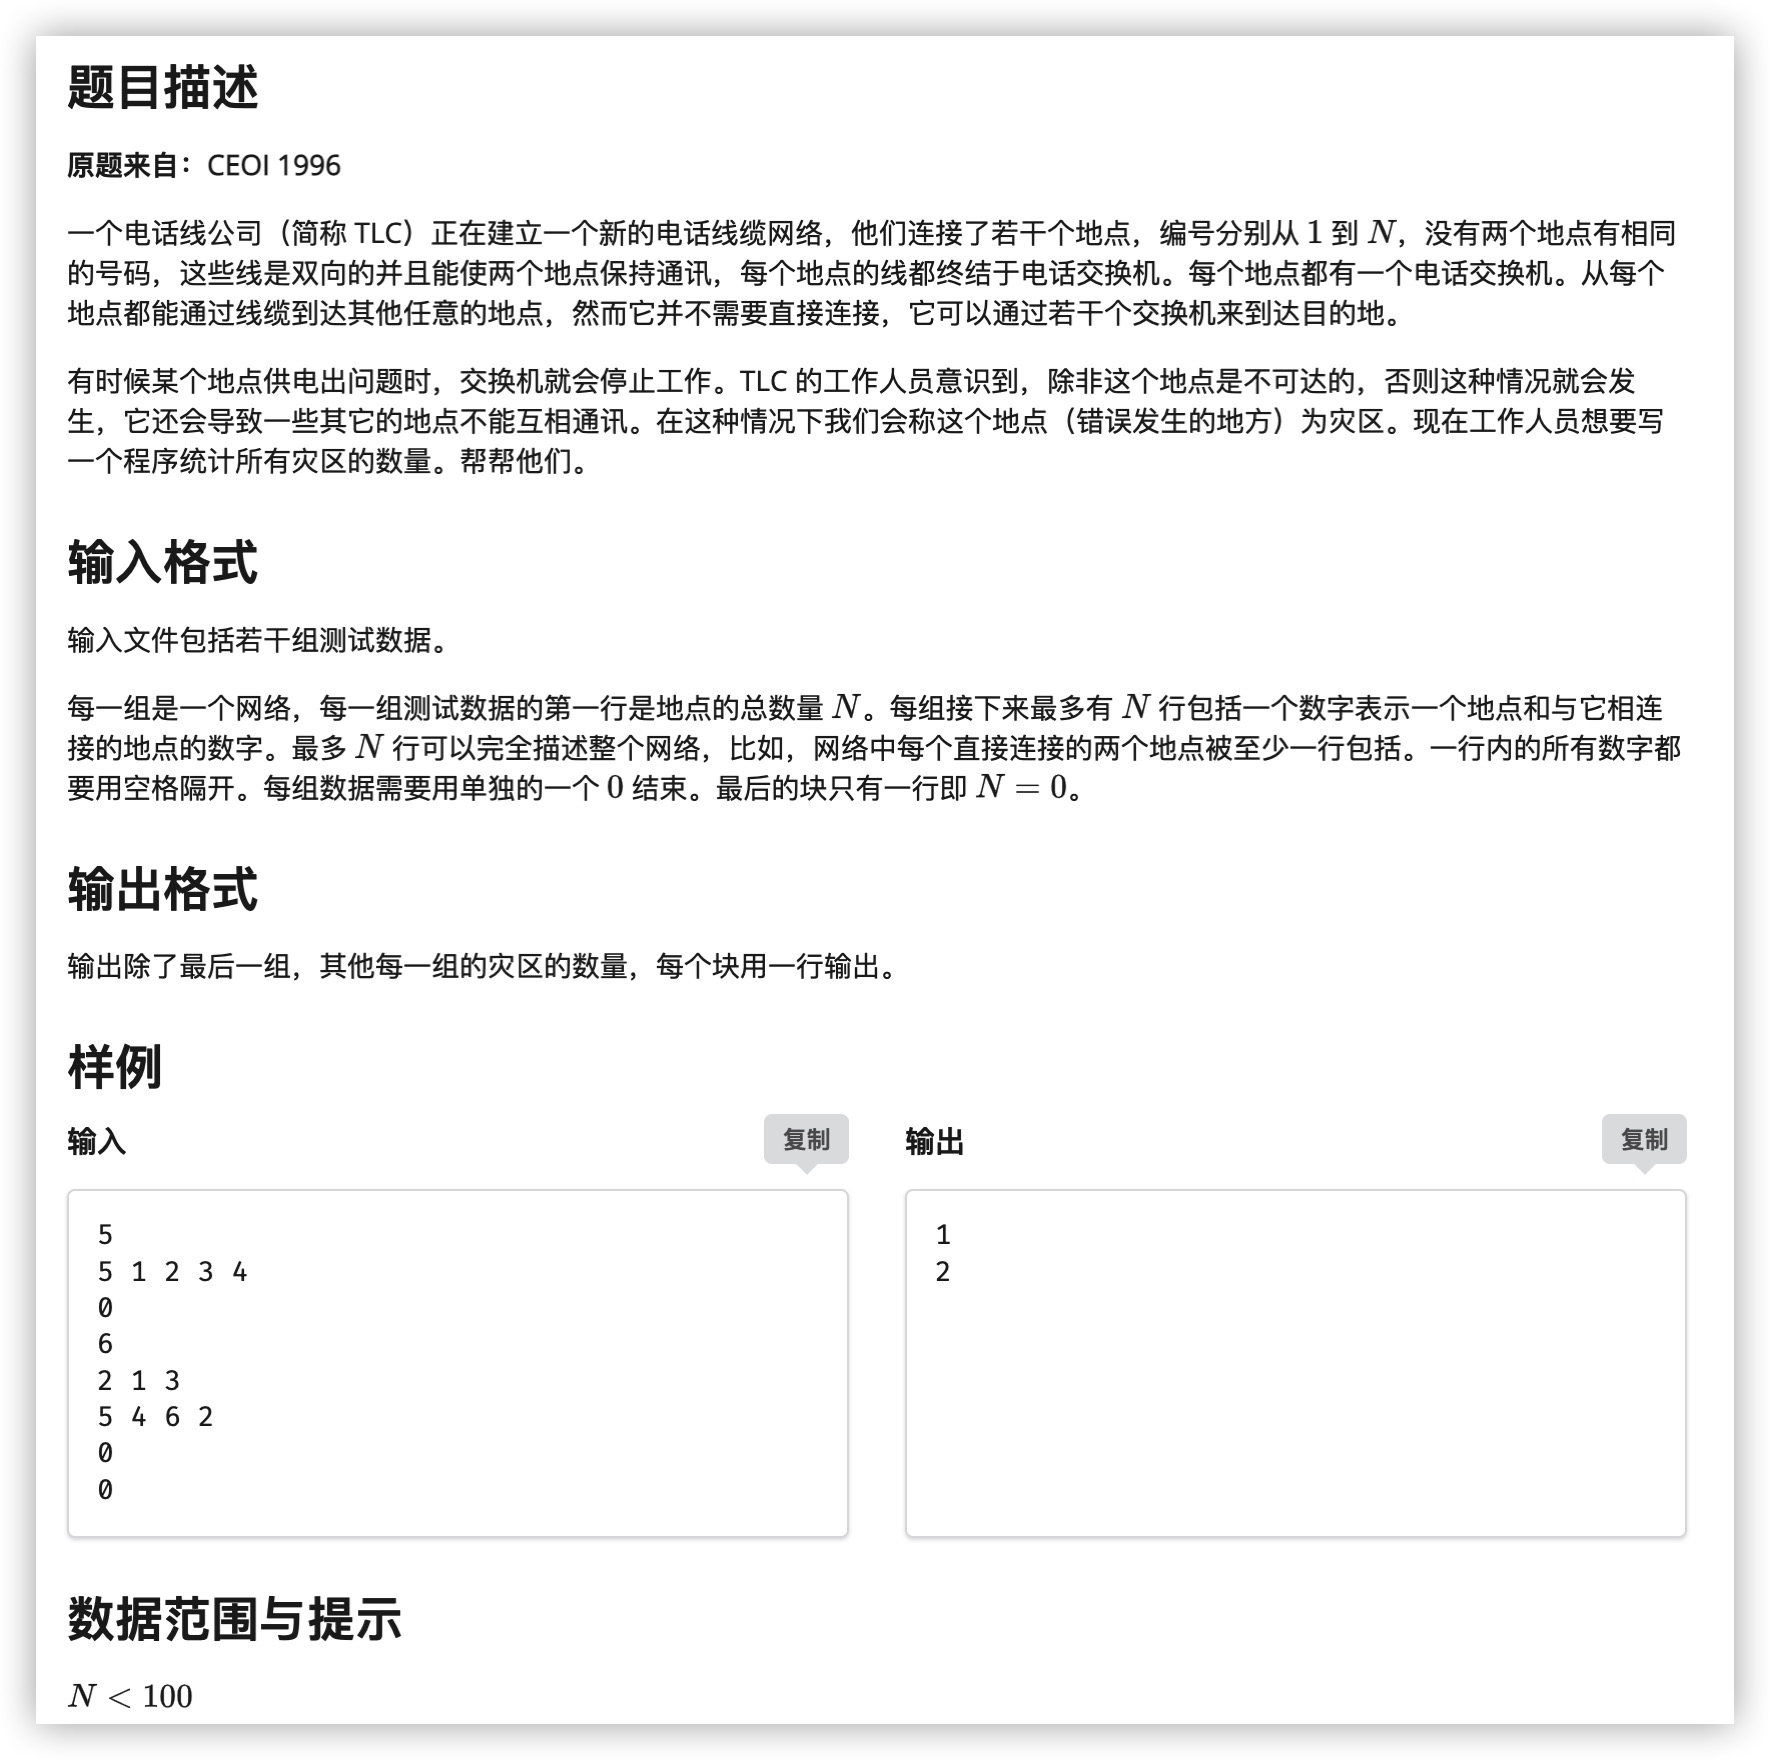 题目描述
原题来自：CEOI 1996
一个电话线公司（简称 TLC）正在建立一个新的电话线缆网络，他们连接了若干个地点，编号分别从 1 到 N，没有两个地点有相同
的号码，这些线是双向的并且能使两个地点保持通讯，每个地点的线都终结于电话交换机。每个地点都有一个电话交换机。从每个
地点都能通过线缆到达其他任意的地点，然而它并不需要直接连接，它可以通过若干个交换机来到达目的地。
有时候某个地点供电出问题时，交换机就会停止工作。TLC 的工作人员意识到，除非这个地点是不可达的，否则这种情况就会发
生，它还会导致一些其它的地点不能互相通讯。在这种情况下我们会称这个地点（错误发生的地方）为灾区。现在工作人员想要写
一个程序统计所有灾区的数量。帮帮他们。
输入格式
输入文件包括若干组测试数据。
每一组是一个网络，每一组测试数据的第一行是地点的总数量 N。每组接下来最多有 N 行包括一个数字表示一个地点和与它相连
接的地点的数字。最多 N 行可以完全描述整个网络，比如，网络中每个直接连接的两个地点被至少一行包括。一行内的所有数字都
要用空格隔开。每组数据需要用单独的一个 0 结束。最后的块只有一行即 N = 0。
输出格式
输出除了最后一组，其他每一组的灾区的数量，每个块用一行输出。
样例
输入 复制
5
5 1 2 3 4
0
6
2 1 3
5 4 6 2
0
0
输出 复制
1
2
数据范围与提示
N < 100